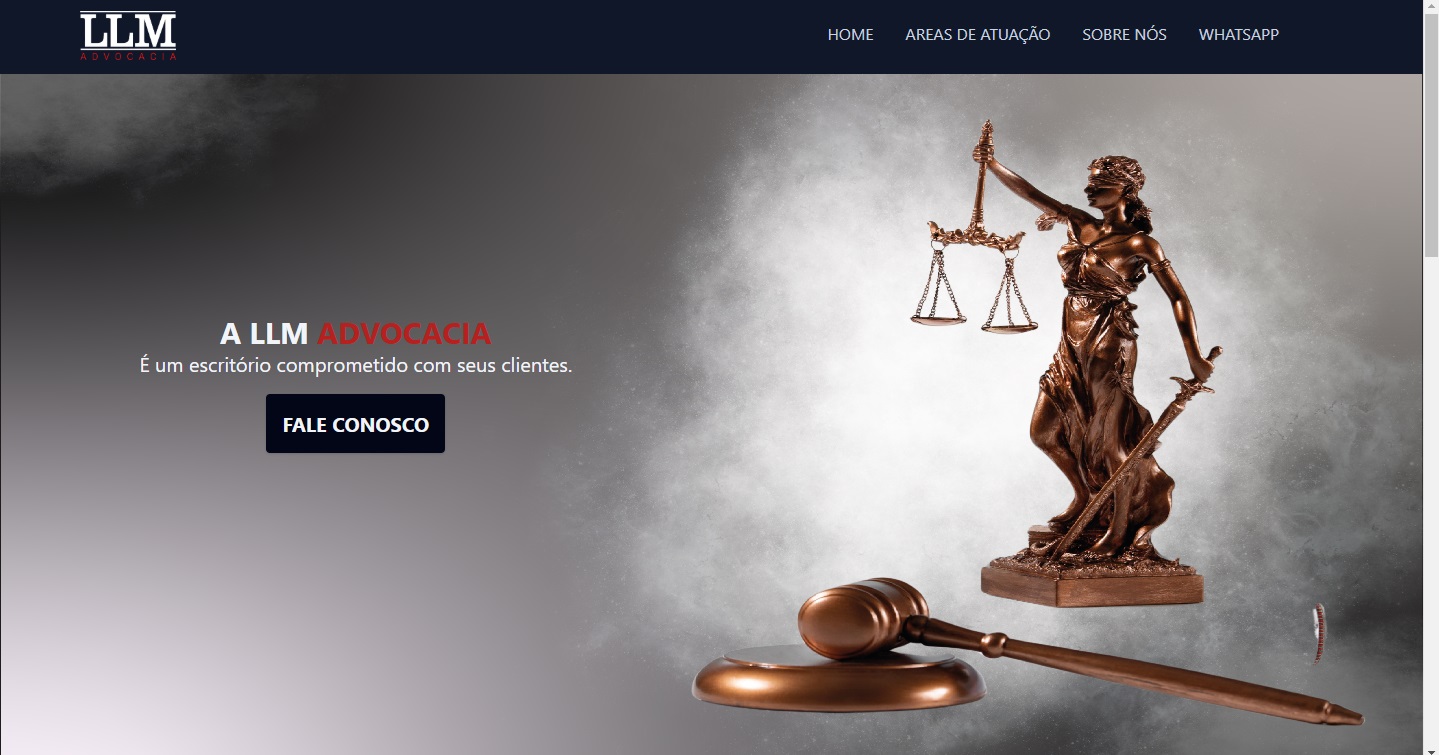 LLM
ADVOCACIA
HOME AREAS DE ATUAÇÃO SOBRE NÓS WHATSAPP
A LLM ADVOCACIA
É um escritório comprometido com seus clientes.
FALE CONOSCO